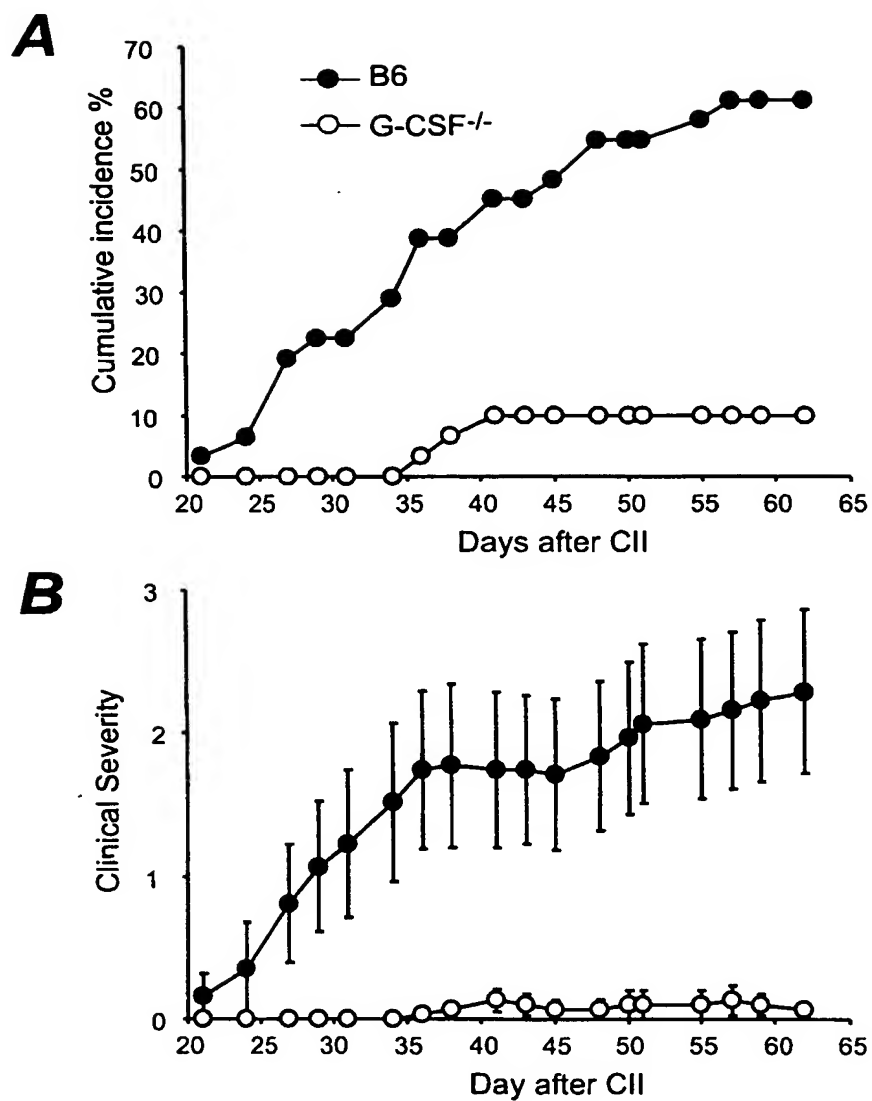 A
70
60
50
40
30
20
10
0
Cumulative incidence %
B6
G-CSF-/-
20 25 30 35 40 45 50 55 60 65
Days after CII
B
3
2
1
0
Clinical Severity
20 25 30 35 40 45 50 55 60 65
Day after CII